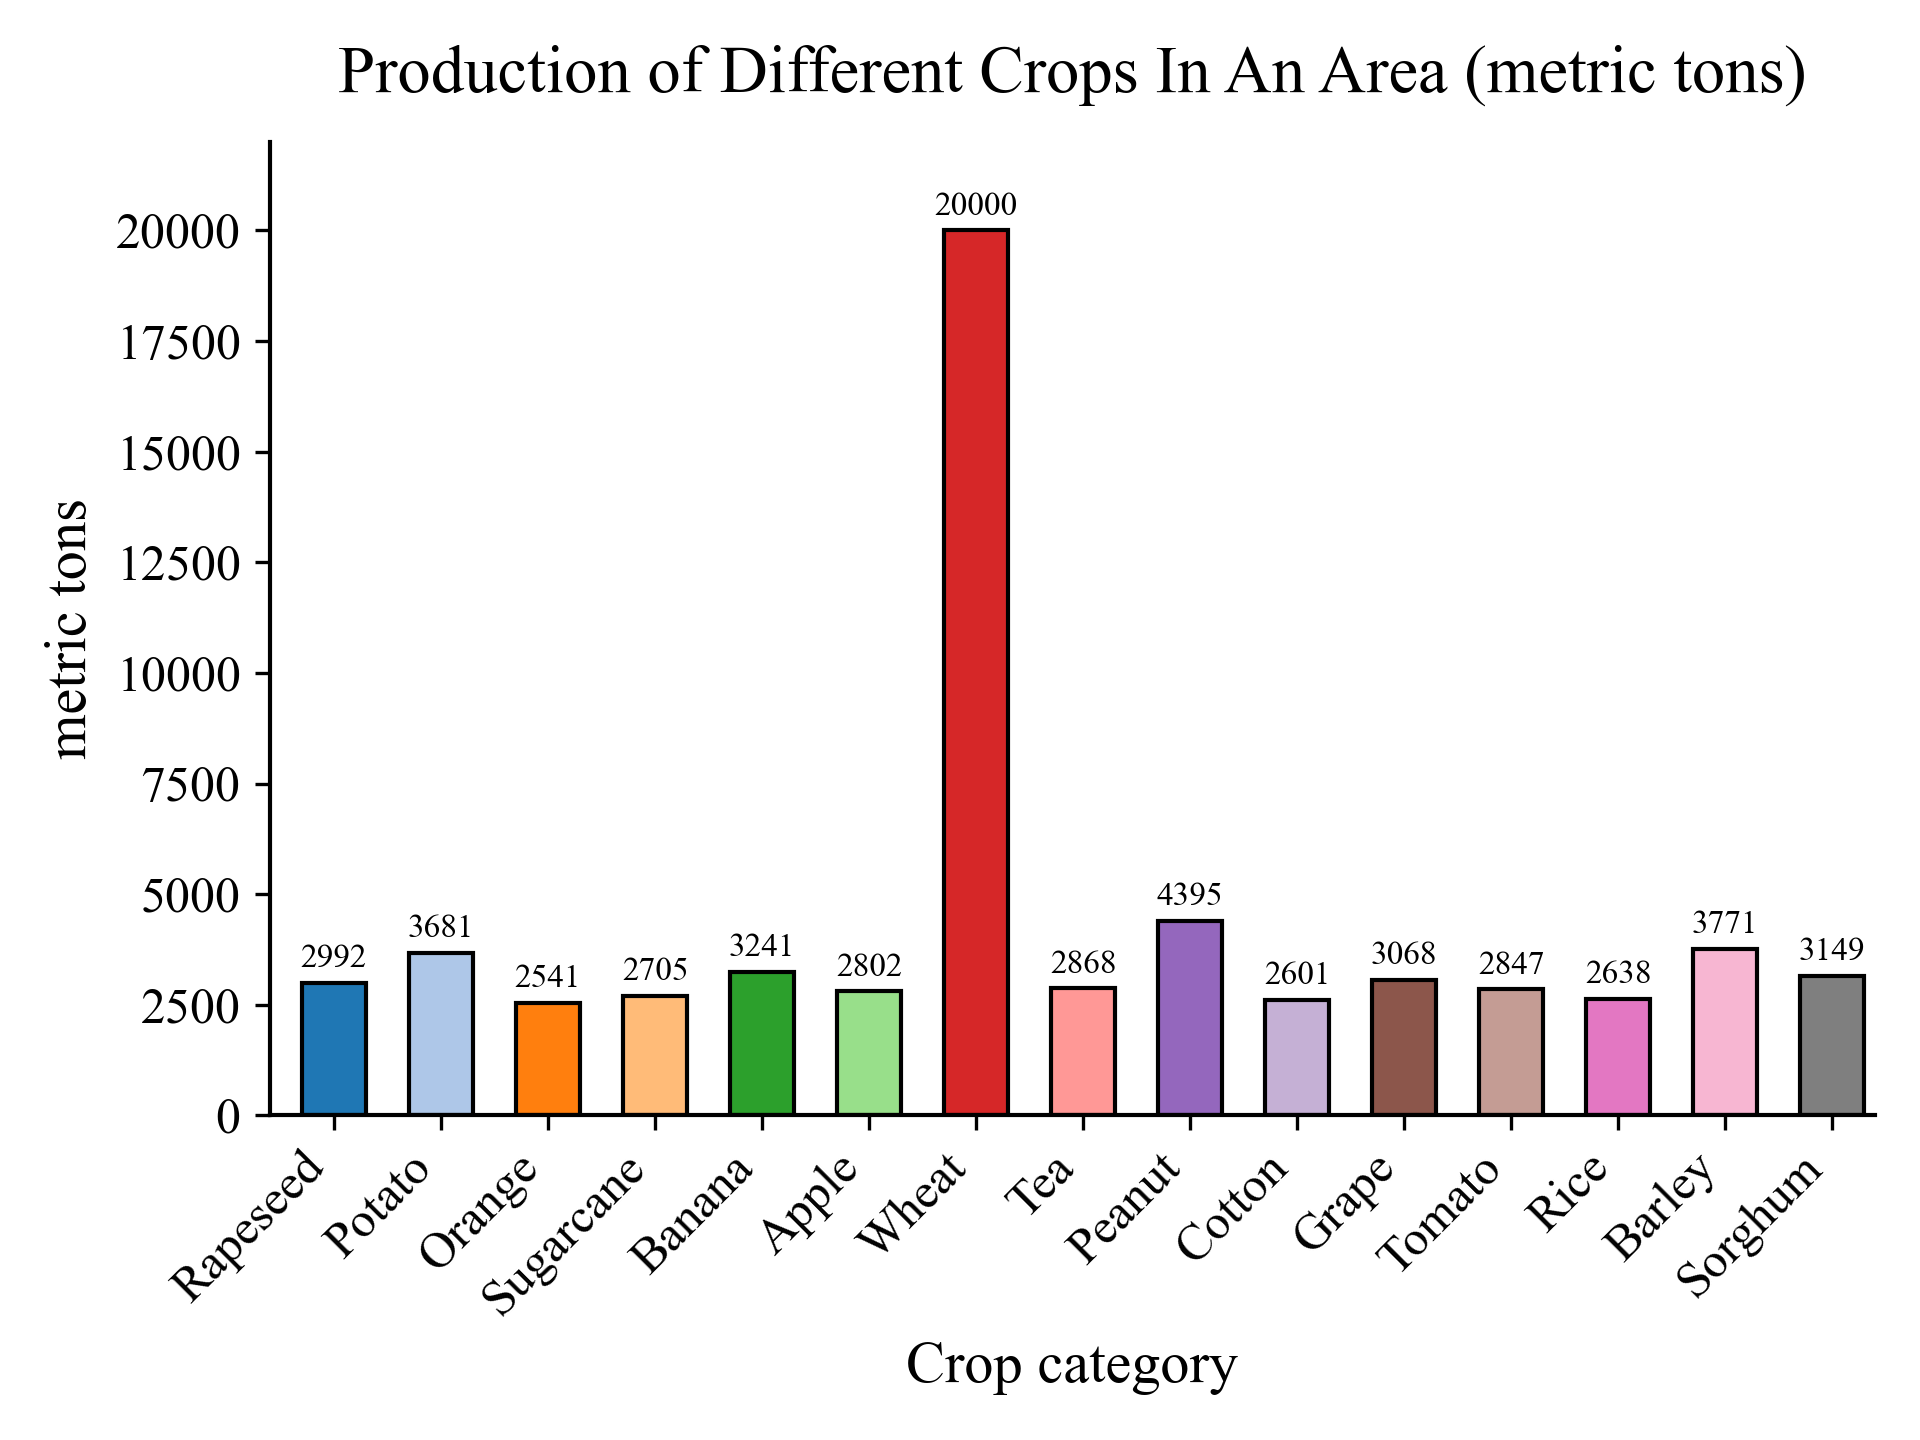 Production of Different Crops In An Area (metric tons)
metric tons
20000
17500
15000
12500
10000
7500
5000
2500
0
2992
3681
2541
2705
3241
2802
20000
2868
4395
2601
3068
2847
2638
3771
3149
Rapeseed
Potato
Orange
Sugarcane
Banana
Apple
Wheat
Tea
Peanut
Cotton
Grape
Tomato
Rice
Barley
Sorghum
Crop category